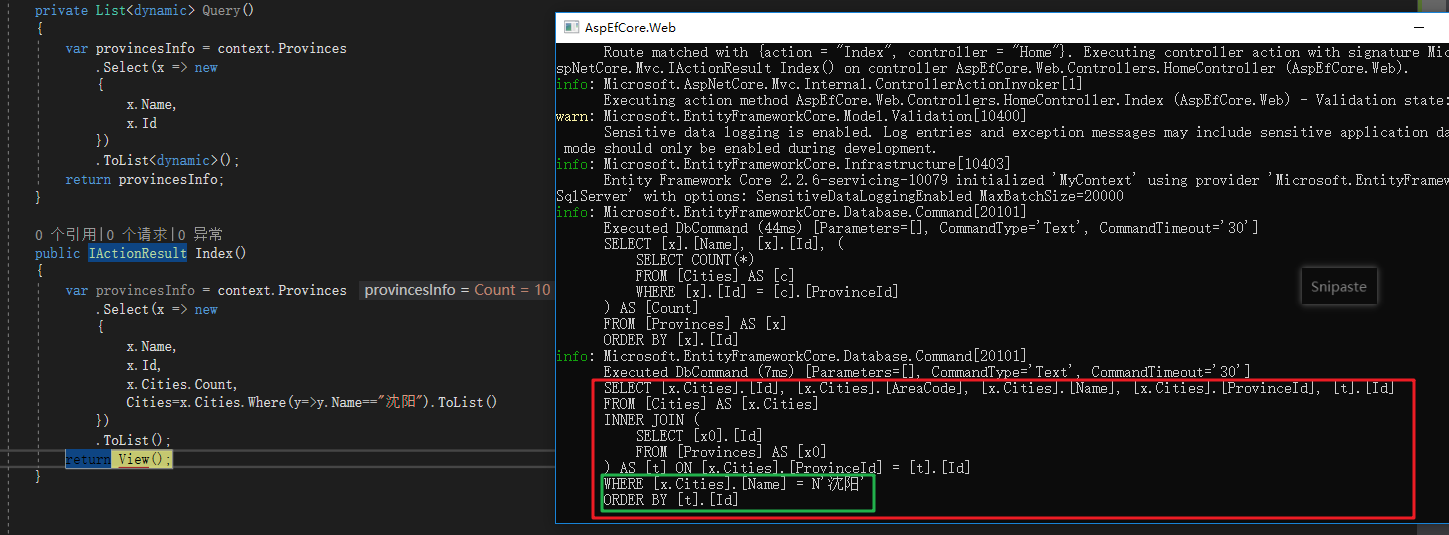 private List<dynamic> Query()
{
var provincesInfo = context.Provinces
.Select(x => new
{
x.Name,
x.Id
})
.ToList<dynamic>();
return provincesInfo;
}
0 个引用|0 个请求|0 异常
public IActionResult Index()
{
var provincesInfo = context.Provinces provincesInfo = Count = 10
.Select(x => new
{
x.Name,
x.Id,
x.Cities.Count,
Cities=x.Cities.Where(y=>y.Name=="沈阳").ToList()
})
.ToList();
return View();
}
AspEfCore.Web
Route matched with {action = "Index", controller = "Home"}. Executing controller action with signature Mic
spNetCore.Mvc.IActionResult Index() on controller AspEfCore.Web.Controllers.HomeController (AspEfCore.Web).
info: Microsoft.AspNetCore.Mvc.Internal.ControllerActionInvoker[1]
Executing action method AspEfCore.Web.Controllers.HomeController.Index (AspEfCore.Web) - Validation state:
warn: Microsoft.EntityFrameworkCore.Model.Validation[10400]
Sensitive data logging is enabled. Log entries and exception messages may include sensitive application da
mode should only be enabled during development.
info: Microsoft.EntityFrameworkCore.Infrastructure[10403]
Entity Framework Core 2.2.6-servicing-10079 initialized 'MyContext' using provider 'Microsoft.EntityFramew
SqlServer' with options: SensitiveDataLoggingEnabled MaxBatchSize=20000
info: Microsoft.EntityFrameworkCore.Database.Command[20101]
Executed DbCommand (44ms) [Parameters=[], CommandType='Text', CommandTimeout='30']
SELECT [x].[Name], [x].[Id], (
SELECT COUNT(*)
FROM [Cities] AS [c]
WHERE [x].[Id] = [c].[ProvinceId]
) AS [Count]
FROM [Provinces] AS [x]
ORDER BY [x].[Id]
info: Microsoft.EntityFrameworkCore.Database.Command[20101]
Executed DbCommand (7ms) [Parameters=[], CommandType='Text', CommandTimeout='30']
SELECT [x.Cities].[Id], [x.Cities].[AreaCode], [x.Cities].[Name], [x.Cities].[ProvinceId], [t].[Id]
FROM [Cities] AS [x.Cities]
INNER JOIN (
SELECT [x0].[Id]
FROM [Provinces] AS [x0]
) AS [t] ON [x.Cities].[ProvinceId] = [t].[Id]
WHERE [x.Cities].[Name] = N'沈阳'
ORDER BY [t].[Id]
Snipaste